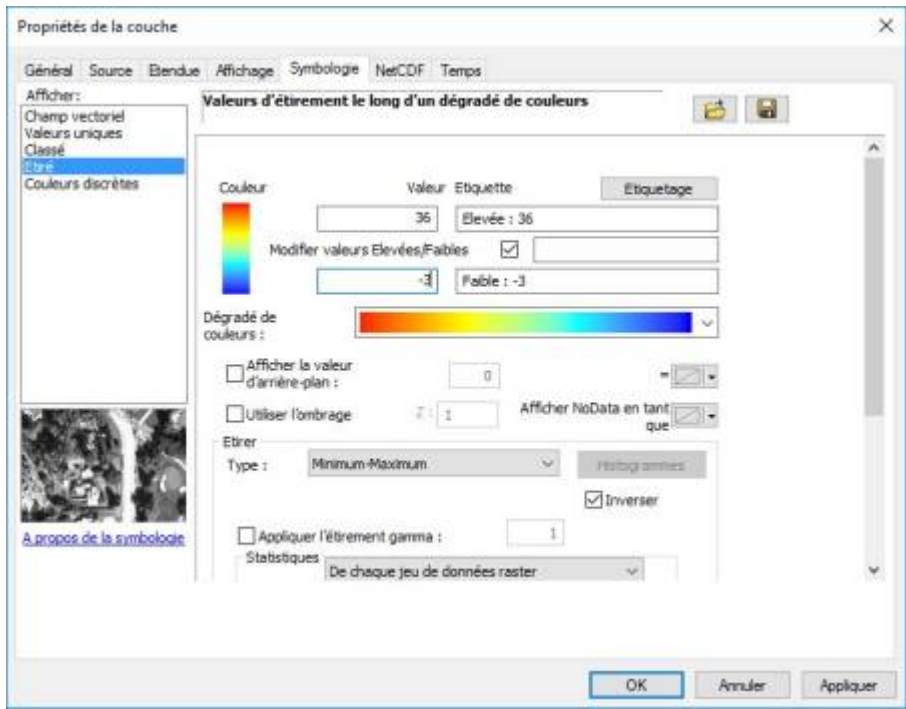 Propriétés de la couche
Général Source Etendue Affichage Symbologie NetCDF Temps
Afficher:
Champ vectoriel
Valeurs uniques
Classé
Etiré
Couleurs discrètes
Valeurs d'étirement le long d'un dégradé de couleurs
Couleur Valeur Etiquette Etiquetage
36 Elevée : 36
Modifier valeurs Elevées/Faibles
-3 Faible : -3
Dégradé de
couleurs :
Afficher la valeur
d'arrière-plan : 0 =
Utiliser l'ombrage Z : 1 Afficher NoData en tant
que
Etirer
Type : Minimum-Maximum Histogrammes
Inverser
Appliquer l'étirement gamma : 1
Statistiques
De chaque jeu de données raster
A propos de la symbologie
OK Annuler Appliquer